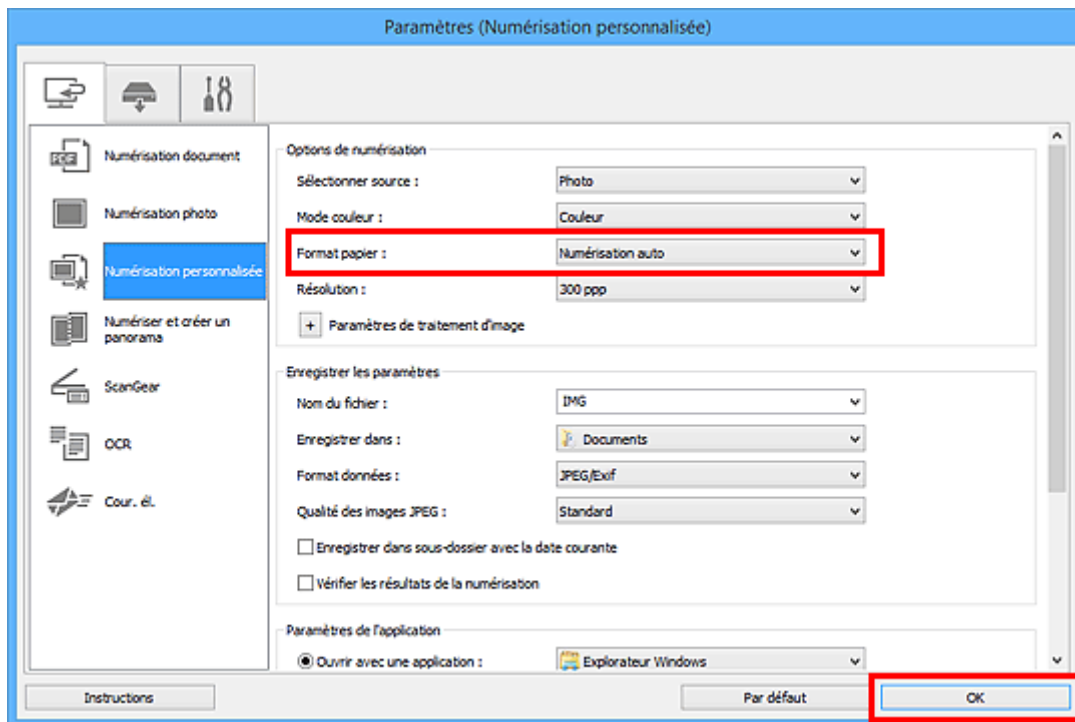 Paramètres (Numérisation personnalisée)
Numérisation document
Numérisation photo
Numérisation personnalisée
Numériser et créer un
panorama
ScanGear
OCR
Cour. él.
Options de numérisation
Sélectionner source : Photo
Mode couleur : Couleur
Format papier : Numérisation auto
Résolution : 300 ppp
+ Paramètres de traitement d'image
Enregistrer les paramètres
Nom du fichier : IMG
Enregistrer dans : Documents
Format données : JPEG/Exif
Qualité des images JPEG : Standard
Enregistrer dans sous-dossier avec la date courante
Vérifier les résultats de la numérisation
Paramètres de l'application
Ouvrir avec une application : Explorateur Windows
Instructions
Par défaut
OK